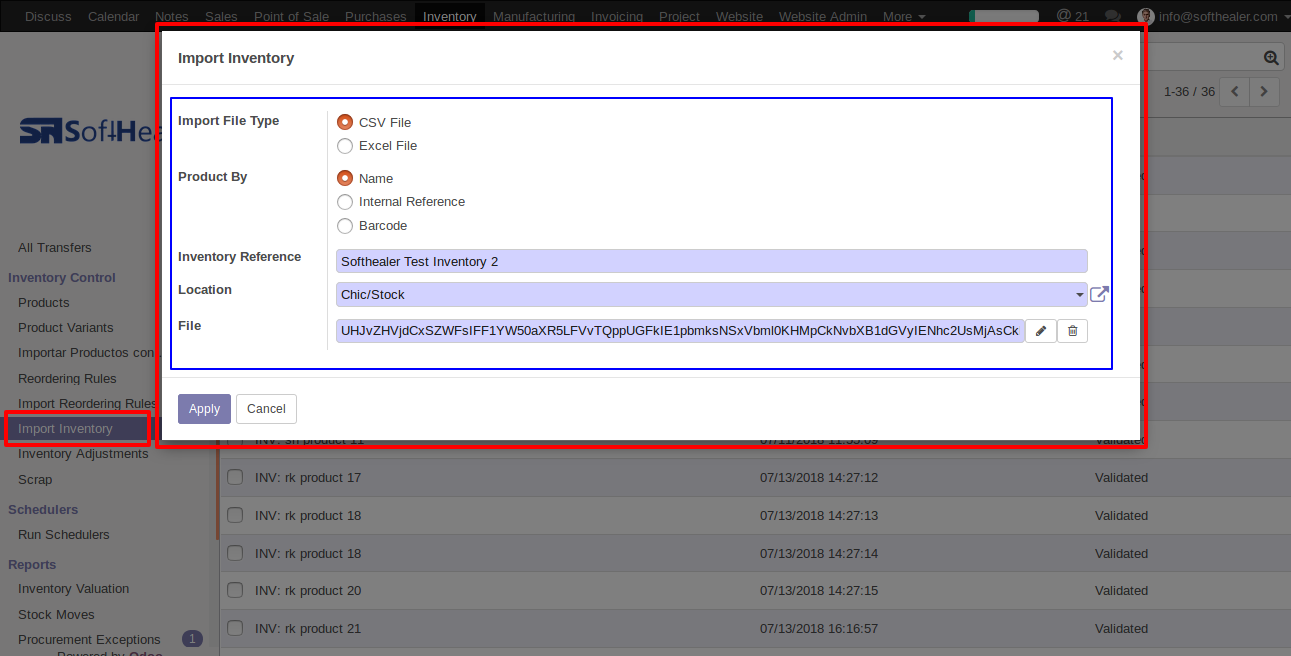 Discuss Calendar Notes Sales Point of Sale Purchases Inventory Manufacturing Invoicing Project Website Website Admin More @ 21 info@softhealer.com
Import Inventory ×
1-36 / 36
SoftHea
Import File Type
CSV File
Excel File
Product By
Name
Internal Reference
Barcode
Inventory Reference Softhealer Test Inventory 2
Location Chic/Stock
File UHJvZHVjdCxSZWFsIFF1YW50aXR5LFVvTQppUGFkIE1pbmksNSxVbml0KHMpCkNvbXB1dGVyIENhc2UsMjAsCk
Apply Cancel
All Transfers
Inventory Control
Products
Product Variants
Importar Productos con...
Reordering Rules
Import Reordering Rules
Import Inventory
Inventory Adjustments
Scrap
Schedulers
Run Schedulers
Reports
Inventory Valuation
Stock Moves
Procurement Exceptions 1
Powered by Odoo
INV: sh product 11 07/11/2018 11:55:09 Validated
INV: rk product 17 07/13/2018 14:27:12 Validated
INV: rk product 18 07/13/2018 14:27:13 Validated
INV: rk product 18 07/13/2018 14:27:14 Validated
INV: rk product 20 07/13/2018 14:27:15 Validated
INV: rk product 21 07/13/2018 16:16:57 Validated